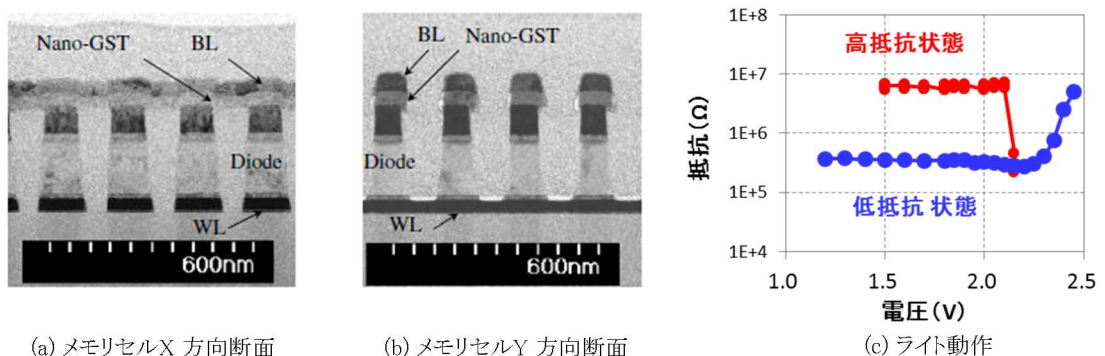 Nano-GST
BL
Diode
WL
600nm
BL
Nano-GST
Diode
WL
600nm
1E+8
1E+7
1E+6
1E+5
1E+4
抵抗(Ω)
高抵抗状態
低抵抗 状態
1.0
1.5
2.0
2.5
電圧(V)
(a) メモリセルX 方向断面
(b) メモリセルY 方向断面
(c) ライト動作